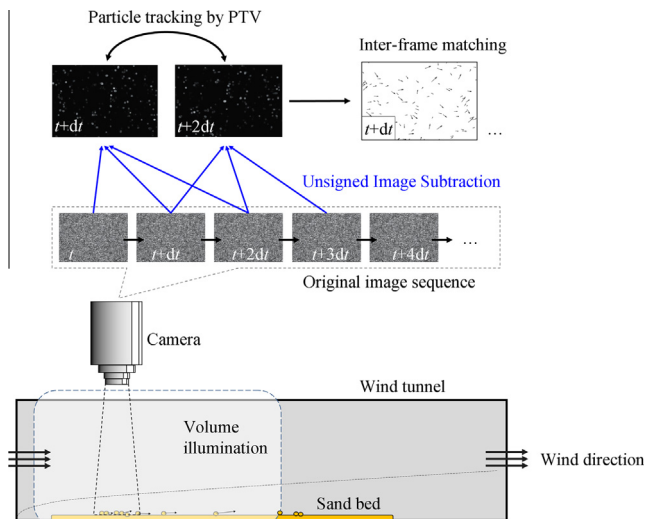 Particle tracking by PTV
Inter-frame matching
t+dt
t+2dt
t+dt
...
Unsigned Image Subtraction
t
t+dt
t+2dt
t+3dt
t+4dt
...
Original image sequence
Camera
Wind tunnel
Volume
illumination
Wind direction
Sand bed